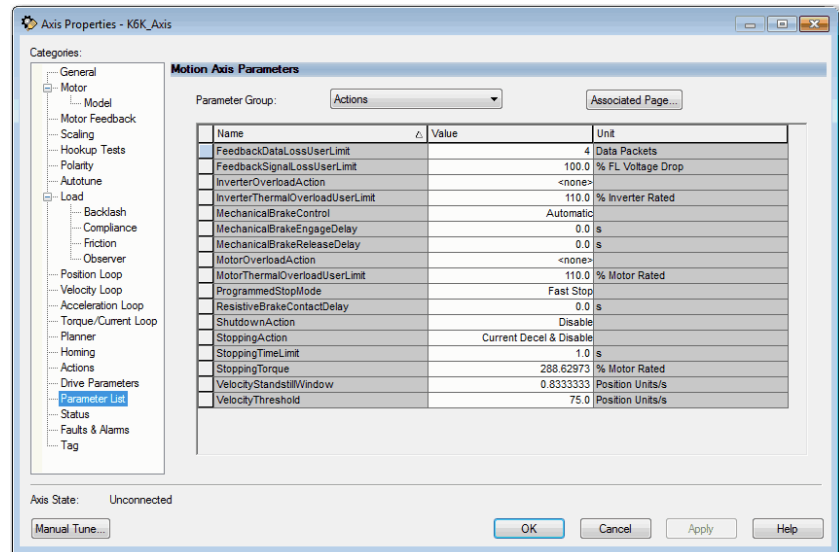 Axis Properties - K6K_Axis
Categories:
General
Motor
Model
Motor Feedback
Scaling
Hookup Tests
Polarity
Autotune
Load
Backlash
Compliance
Friction
Observer
Position Loop
Velocity Loop
Acceleration Loop
Torque/Current Loop
Planner
Homing
Actions
Drive Parameters
Parameter List
Status
Faults & Alarms
Tag
Motion Axis Parameters
Parameter Group: Actions Associated Page...
Name Value Unit
FeedbackDataLossUserLimit 4 Data Packets
FeedbackSignalLossUserLimit 100.0 % FL Voltage Drop
InverterOverloadAction <none>
InverterThermalOverloadUserLimit 110.0 % Inverter Rated
MechanicalBrakeControl Automatic
MechanicalBrakeEngageDelay 0.0 s
MechanicalBrakeReleaseDelay 0.0 s
MotorOverloadAction <none>
MotorThermalOverloadUserLimit 110.0 % Motor Rated
ProgrammedStopMode Fast Stop
ResistiveBrakeContactDelay 0.0 s
ShutdownAction Disable
StoppingAction Current Decel & Disable
StoppingTimeLimit 1.0 s
StoppingTorque 288.62973 % Motor Rated
VelocityStandstillWindow 0.8333333 Position Units/s
VelocityThreshold 75.0 Position Units/s
Axis State: Unconnected
Manual Tune... OK Cancel Apply Help